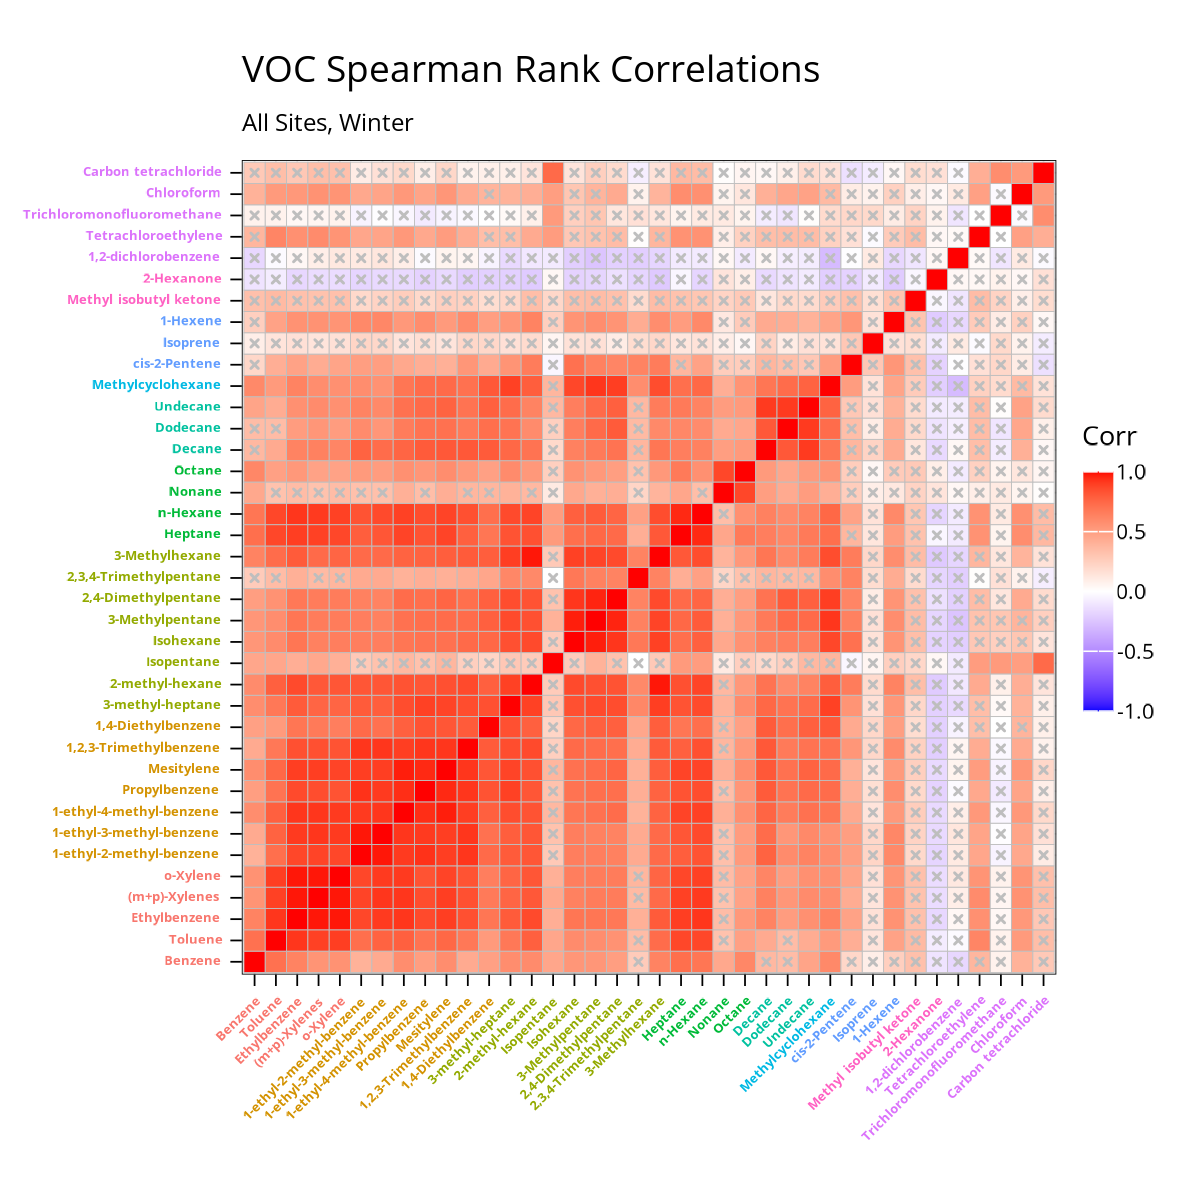 VOC Spearman Rank Correlations
All Sites, Winter
Carbon tetrachloride
Chloroform
Trichloromonofluoromethane
Tetrachloroethylene
1,2-dichlorobenzene
2-Hexanone
Methyl isobutyl ketone
1-Hexene
Isoprene
cis-2-Pentene
Methylcyclohexane
Undecane
Dodecane
Decane
Octane
Nonane
n-Hexane
Heptane
3-Methylhexane
2,3,4-Trimethylpentane
2,4-Dimethylpentane
3-Methylpentane
Isohexane
Isopentane
2-methyl-hexane
3-methyl-heptane
1,4-Diethylbenzene
1,2,3-Trimethylbenzene
Mesitylene
Propylbenzene
1-ethyl-4-methyl-benzene
1-ethyl-3-methyl-benzene
1-ethyl-2-methyl-benzene
o-Xylene
(m+p)-Xylenes
Ethylbenzene
Toluene
Benzene
Benzene
Toluene
Ethylbenzene
(m+p)-Xylenes
o-Xylene
1-ethyl-2-methyl-benzene
1-ethyl-3-methyl-benzene
1-ethyl-4-methyl-benzene
Propylbenzene
Mesitylene
1,2,3-Trimethylbenzene
1,4-Diethylbenzene
3-methyl-heptane
2-methyl-hexane
Isopentane
Isohexane
3-Methylpentane
2,4-Dimethylpentane
2,3,4-Trimethylpentane
3-Methylhexane
Heptane
n-Hexane
Nonane
Octane
Decane
Dodecane
Undecane
Methylcyclohexane
cis-2-Pentene
Isoprene
1-Hexene
Methyl isobutyl ketone
2-Hexanone
1,2-dichlorobenzene
Tetrachloroethylene
Trichloromonofluoromethane
Chloroform
Carbon tetrachloride
Corr
1.0
0.5
0.0
-0.5
-1.0